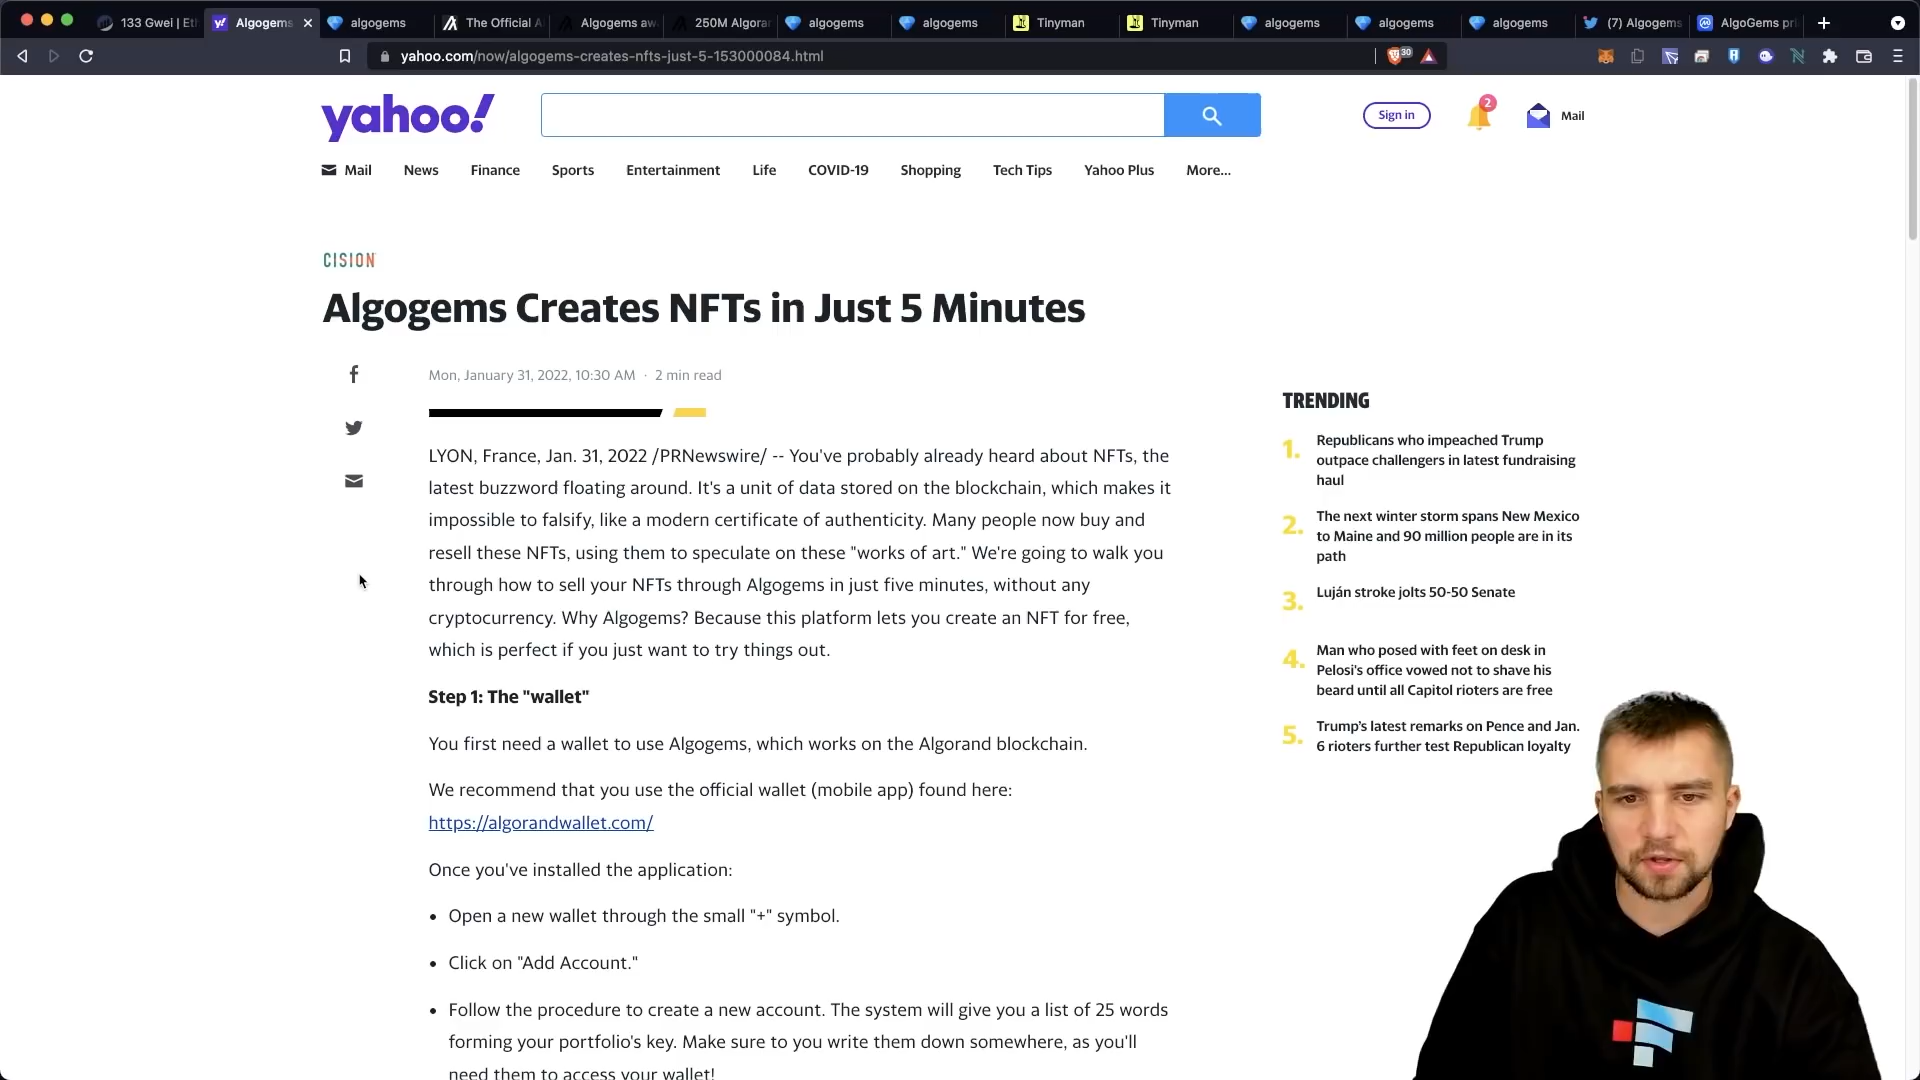 133 Gwei | Et
Algogems
algogems
The Official A
Algogems aw
250M Algorar
algogems
algogems
Tinyman
Tinyman
algogems
algogems
algogems
(7) Algogems
AlgoGems pri
yahoo.com/now/algogems-creates-nfts-just-5-153000084.html
30
yahoo!
Sign in
2
Mail
Mail
News
Finance
Sports
Entertainment
Life
COVID-19
Shopping
Tech Tips
Yahoo Plus
More...
CISION
Algogems Creates NFTs in Just 5 Minutes
Mon, January 31, 2022, 10:30 AM · 2 min read
LYON, France, Jan. 31, 2022 /PRNewswire/ -- You've probably already heard about NFTs, the
latest buzzword floating around. It's a unit of data stored on the blockchain, which makes it
impossible to falsify, like a modern certificate of authenticity. Many people now buy and
resell these NFTs, using them to speculate on these "works of art." We're going to walk you
through how to sell your NFTs through Algogems in just five minutes, without any
cryptocurrency. Why Algogems? Because this platform lets you create an NFT for free,
which is perfect if you just want to try things out.
Step 1: The "wallet"
You first need a wallet to use Algogems, which works on the Algorand blockchain.
We recommend that you use the official wallet (mobile app) found here:
https://algorandwallet.com/
Once you've installed the application:
• Open a new wallet through the small "+" symbol.
• Click on "Add Account."
• Follow the procedure to create a new account. The system will give you a list of 25 words
forming your portfolio's key. Make sure to you write them down somewhere, as you'll
need them to access your wallet!
TRENDING
1. Republicans who impeached Trump
outpace challengers in latest fundraising
haul
2. The next winter storm spans New Mexico
to Maine and 90 million people are in its
path
3. Luján stroke jolts 50-50 Senate
4. Man who posed with feet on desk in
Pelosi's office vowed not to shave his
beard until all Capitol rioters are free
5. Trump's latest remarks on Pence and Jan.
6 rioters further test Republican loyalty